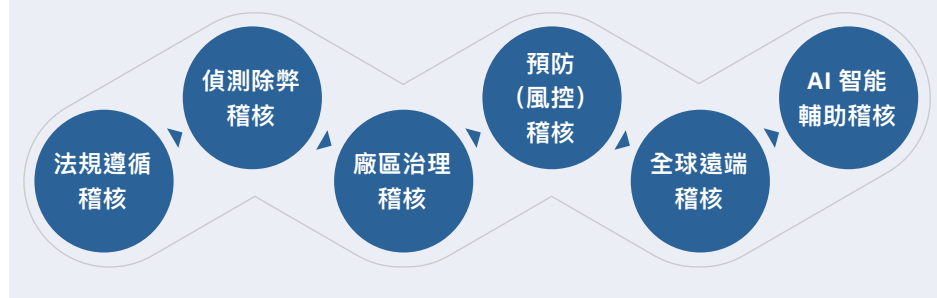 法規遵循
稽核
偵測除弊
稽核
廠區治理
稽核
預防
（風控）
稽核
全球遠端
稽核
AI 智能
輔助稽核